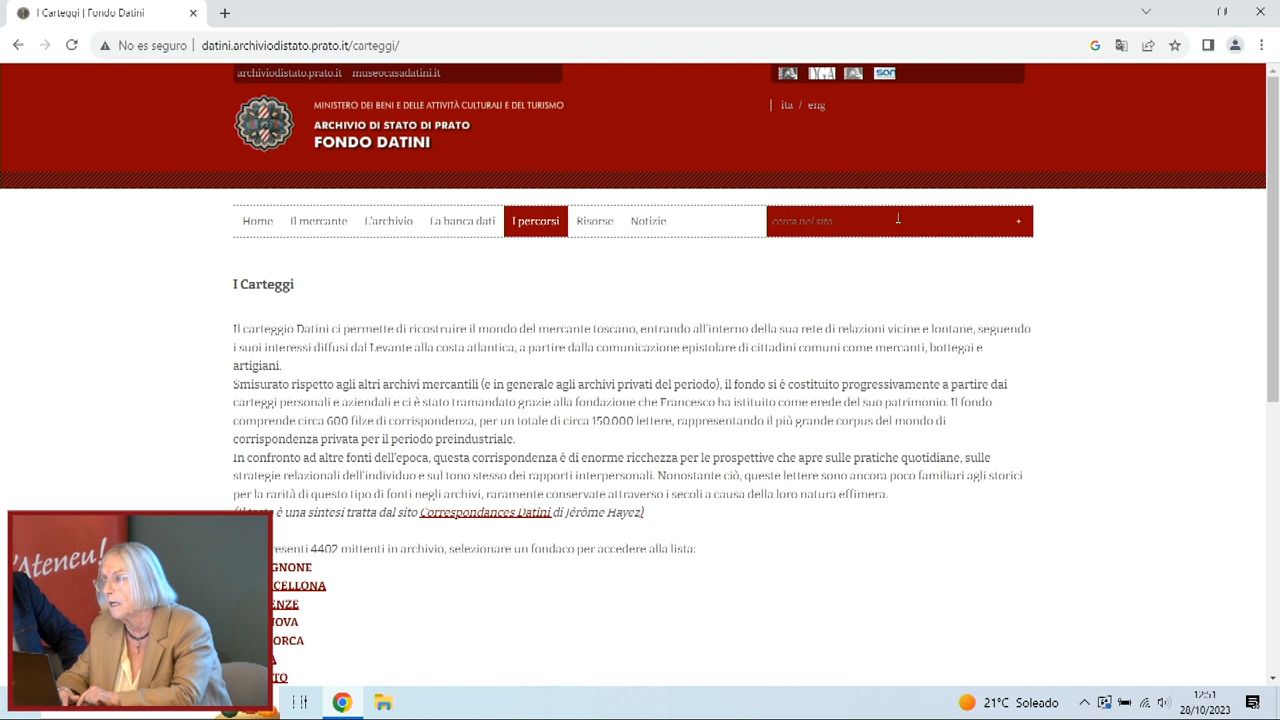 I Carteggi | Fondo Datini
No es seguro | datini.archiviodistato.prato.it/carteggi/
archiviodistato.prato.it museocasadatini.it
san
MINISTERO DEI BENI E DELLE ATTIVITÀ CULTURALI E DEL TURISMO
ita / eng
ARCHIVIO DI STATO DI PRATO
FONDO DATINI
Home Il mercante L'archivio La banca dati I percorsi Risorse Notizie cerca nel sito... +
I Carteggi
Il carteggio Datini ci permette di ricostruire il mondo del mercante toscano, entrando all'interno della sua rete di relazioni vicine e lontane, seguendo
i suoi interessi diffusi dal Levante alla costa atlantica, a partire dalla comunicazione epistolare di cittadini comuni come mercanti, bottegai e
artigiani.
Smisurato rispetto agli altri archivi mercantili (e in generale agli archivi privati del periodo), il fondo si è costituito progressivamente a partire dai
carteggi personali e aziendali e ci è stato tramandato grazie alla fondazione che Francesco ha istituito come erede del suo patrimonio. Il fondo
comprende circa 600 filze di corrispondenza, per un totale di circa 150.000 lettere, rappresentando il più grande corpus del mondo di
corrispondenza privata per il periodo preindustriale.
In confronto ad altre fonti dell'epoca, questa corrispondenza è di enorme ricchezza per le prospettive che apre sulle pratiche quotidiane, sulle
strategie relazionali dell'individuo e sul tono stesso dei rapporti interpersonali. Nonostante ciò, queste lettere sono ancora poco familiari agli storici
per la rarità di questo tipo di fonti negli archivi, raramente conservate attraverso i secoli a causa della loro natura effimera.
è una sintesi tratta dal sito Correspondances Datini di Jérôme Hayez)
resenti 4402 mittenti in archivio, selezionare un fondaco per accedere alla lista:
GNONE
CELLONA
ENZE
OVA
ORCA
A
TO
l'Ateneu!
21°C Soleado
12:51
28/10/2023